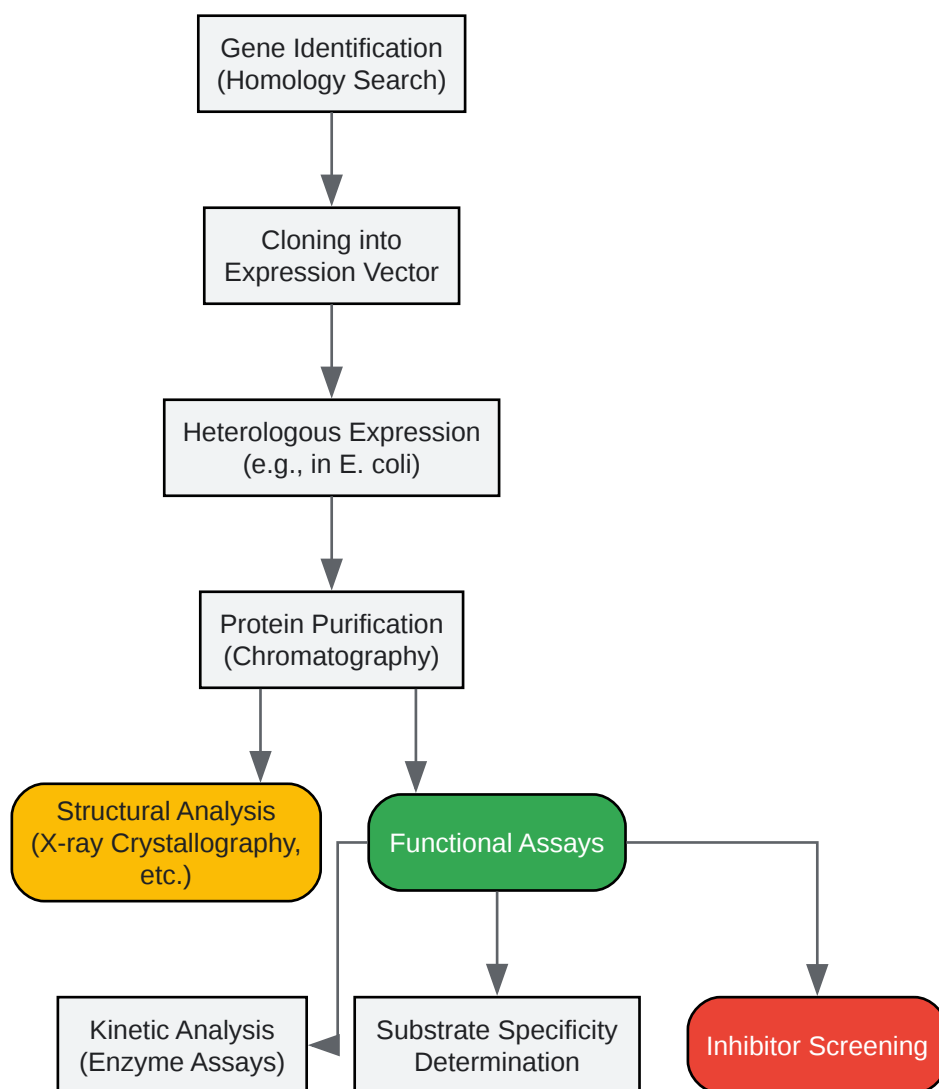 Gene Identification
(Homology Search)
Cloning into
Expression Vector
Heterologous Expression
(e.g., in E. coli)
Protein Purification
(Chromatography)
Structural Analysis
(X-ray Crystallography,
etc.)
Functional Assays
Kinetic Analysis
(Enzyme Assays)
Substrate Specificity
Determination
Inhibitor Screening